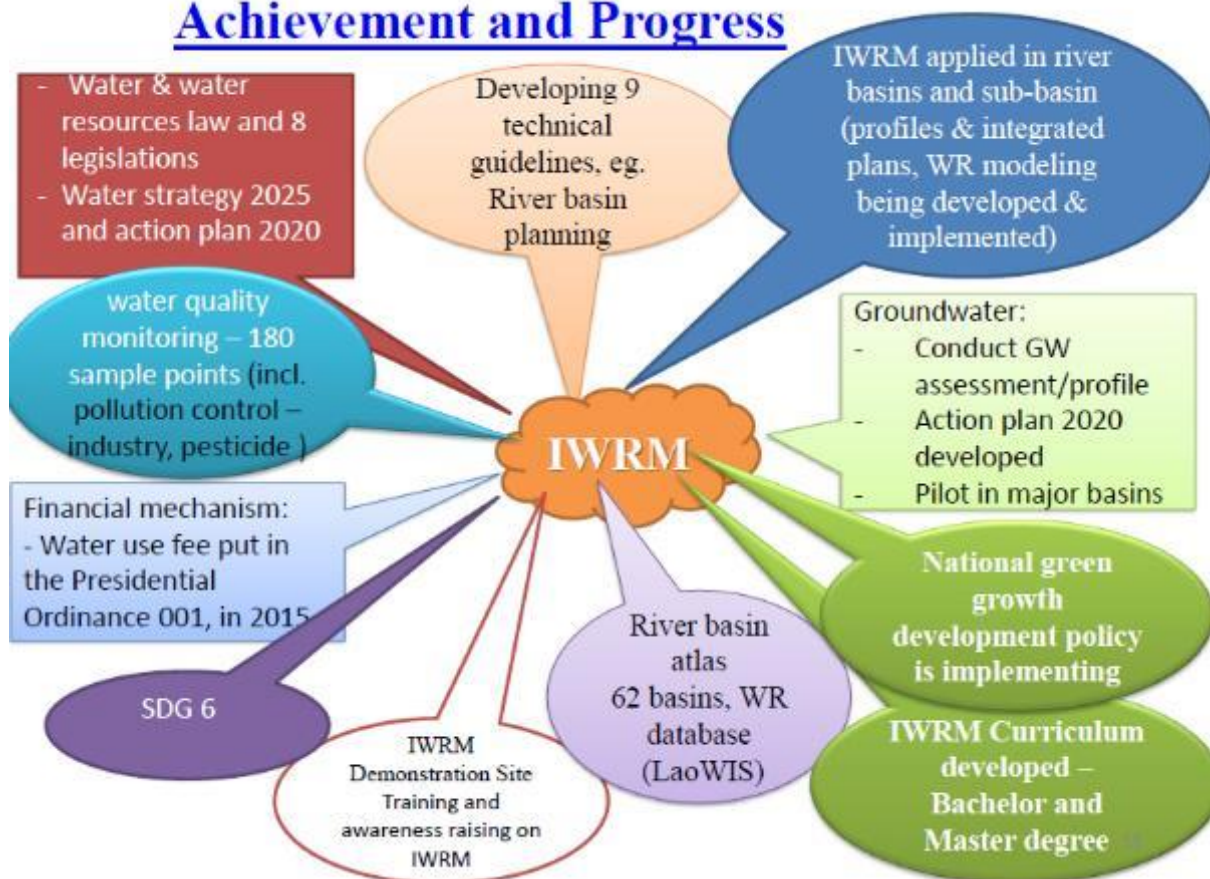 Achievement and Progress
- Water & water
resources law and 8
legislations
- Water strategy 2025
and action plan 2020
Developing 9
technical
guidelines, eg.
River basin
planning
IWRM applied in river
basins and sub-basin
(profiles & integrated
plans, WR modeling
being developed &
implemented)
water quality
monitoring – 180
sample points (incl.
pollution control –
industry, pesticide )
Groundwater:
- Conduct GW
assessment/profile
- Action plan 2020
developed
- Pilot in major basins
IWRM
Financial mechanism:
- Water use fee put in
the Presidential
Ordinance 001, in 2015
National green
growth
development policy
is implementing
SDG 6
River basin
atlas
62 basins, WR
database
(LaoWIS)
IWRM
Demonstration Site
Training and
awareness raising on
IWRM
IWRM Curriculum
developed –
Bachelor and
Master degree